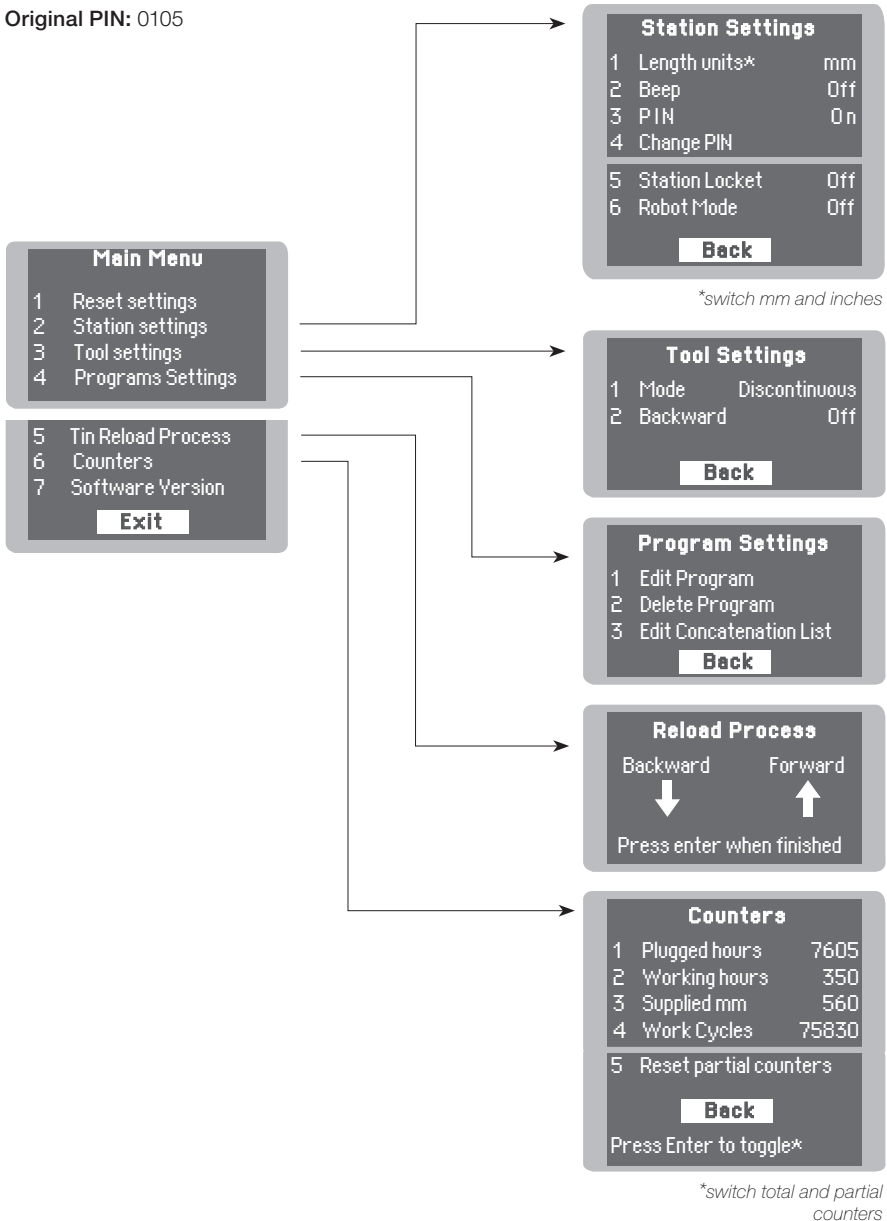 Original PIN: 0105
Main Menu
1 Reset settings
2 Station settings
3 Tool settings
4 Programs Settings
5 Tin Reload Process
6 Counters
7 Software Version
Exit
Station Settings
1 Length units* mm
2 Beep Off
3 PIN On
4 Change PIN
5 Station Locket Off
6 Robot Mode Off
Back
*switch mm and inches
Tool Settings
1 Mode Discontinuous
2 Backward Off
Back
Program Settings
1 Edit Program
2 Delete Program
3 Edit Concatenation List
Back
Reload Process
Backward Forward
Press enter when finished
Counters
1 Plugged hours 7605
2 Working hours 350
3 Supplied mm 560
4 Work Cycles 75830
5 Reset partial counters
Back
Press Enter to toggle*
*switch total and partial
counters